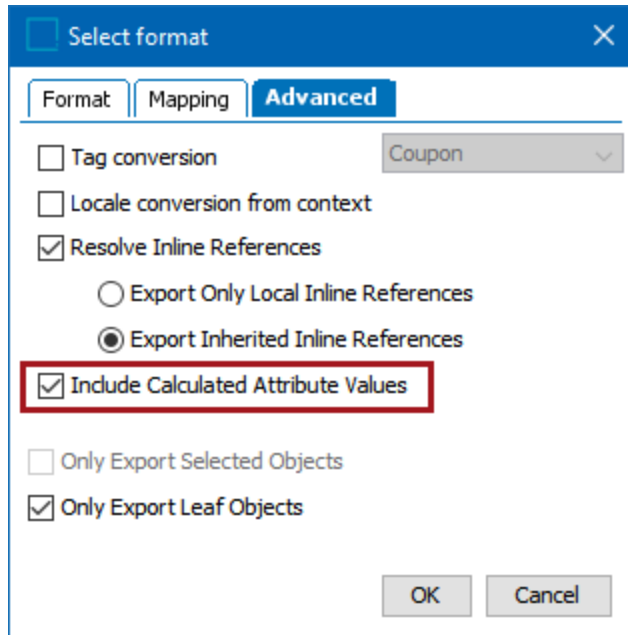 Select format
Format Mapping Advanced
Tag conversion Coupon
Locale conversion from context
Resolve Inline References
Export Only Local Inline References
Export Inherited Inline References
Include Calculated Attribute Values
Only Export Selected Objects
Only Export Leaf Objects
OK Cancel